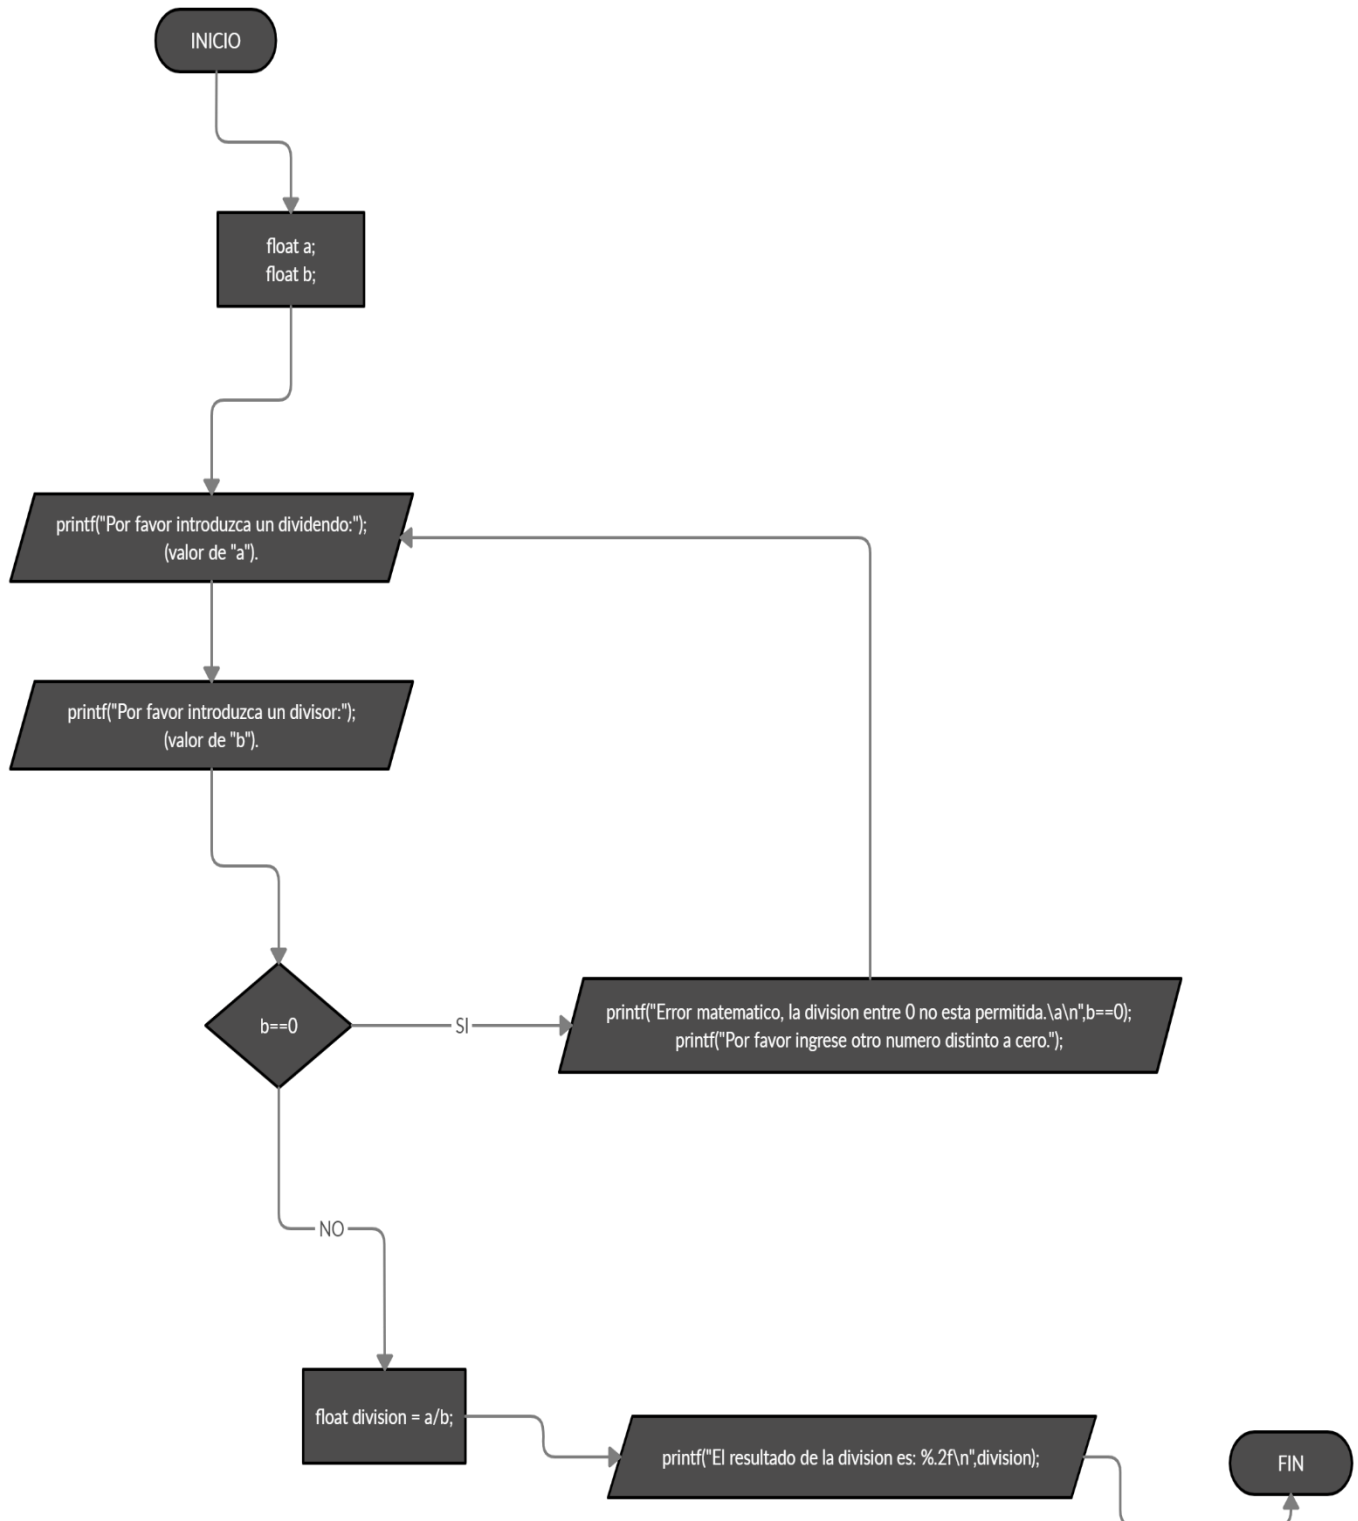 INICIO
float a;
float b;
printf("Por favor introduzca un dividendo:");
(valor de "a").
printf("Por favor introduzca un divisor:");
(valor de "b").
b==0
SI
printf("Error matematico, la division entre 0 no esta permitida.\a\n",b==0);
printf("Por favor ingrese otro numero distinto a cero.");
NO
float division = a/b;
printf("El resultado de la division es: %.2f\n",division);
FIN